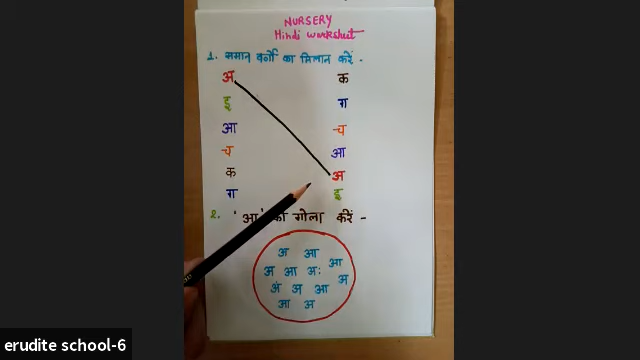 NURSERY
Hindi worksheet
1. समान वर्णों का मिलान करें -
अ क
इ ग
आ च
च आ
क अ
ग इ
2. 'आ' को गोला करें -
अ आ
अ आ अः आ
अं अ आ अ
आ अ
erudite school-6